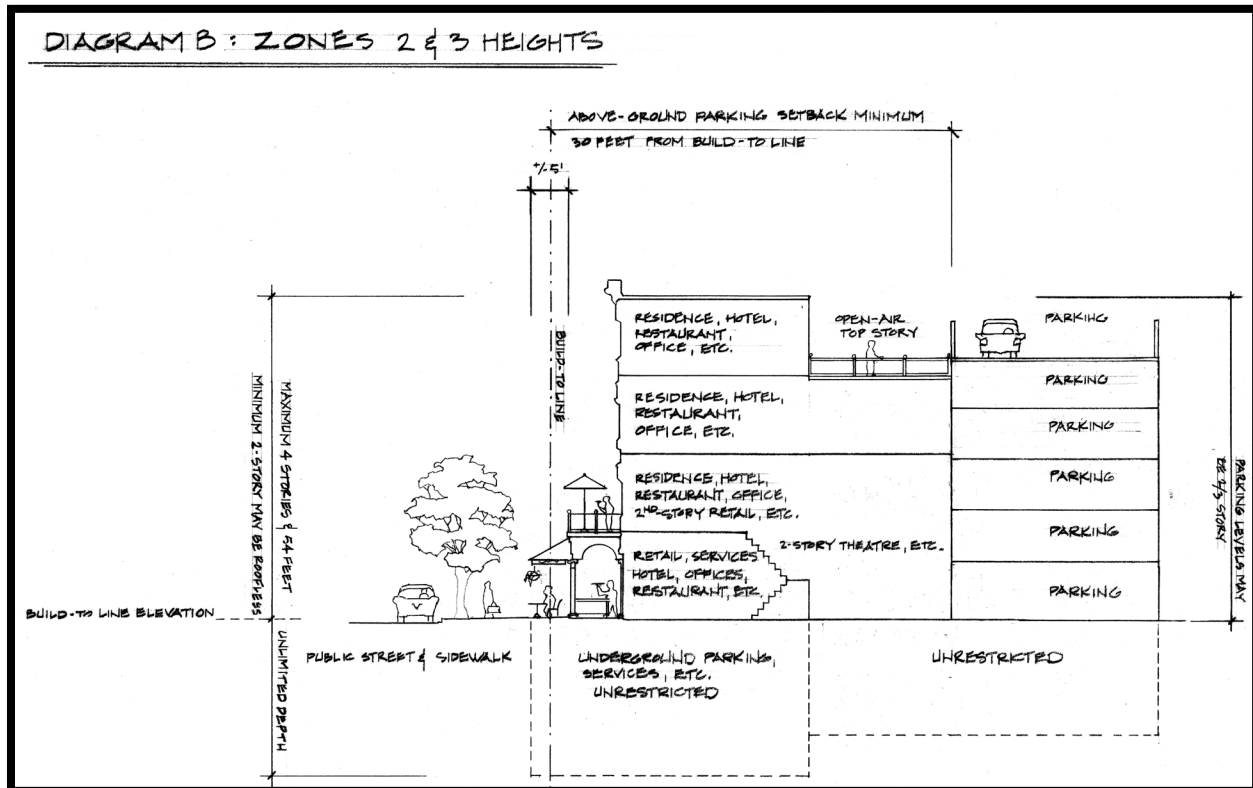 DIAGRAM B : ZONES 2 & 3 HEIGHTS
ABOVE-GROUND PARKING SETBACK MINIMUM
30 FEET FROM BUILD-TO LINE
+/-5'
BUILD-TO LINE
RESIDENCE, HOTEL,
RESTAURANT,
OFFICE, ETC.
OPEN-AIR
TOP STORY
PARKING
PARKING
RESIDENCE, HOTEL,
RESTAURANT,
OFFICE, ETC.
PARKING
RESIDENCE, HOTEL,
RESTAURANT, OFFICE,
2ND-STORY RETAIL, ETC.
PARKING
PARKING
2-STORY THEATRE, ETC.
RETAIL, SERVICES
HOTEL, OFFICES,
RESTAURANT, ETC.
PARKING
MAXIMUM 4 STORIES & 54 FEET
MINIMUM 2-STORY MAY BE ROOFLESS
PARKING LEVELS MAY
BE 2/3 STORY
BUILD-TO LINE ELEVATION
UNLIMITED DEPTH
PUBLIC STREET & SIDEWALK
UNDERGROUND PARKING,
SERVICES, ETC.
UNRESTRICTED
UNRESTRICTED